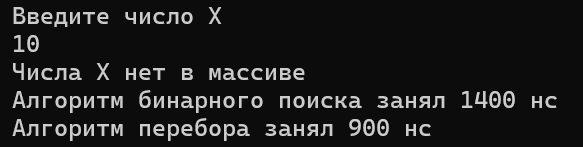 Введите число X
10
Числа X нет в массиве
Алгоритм бинарного поиска занял 1400 нс
Алгоритм перебора занял 900 нс